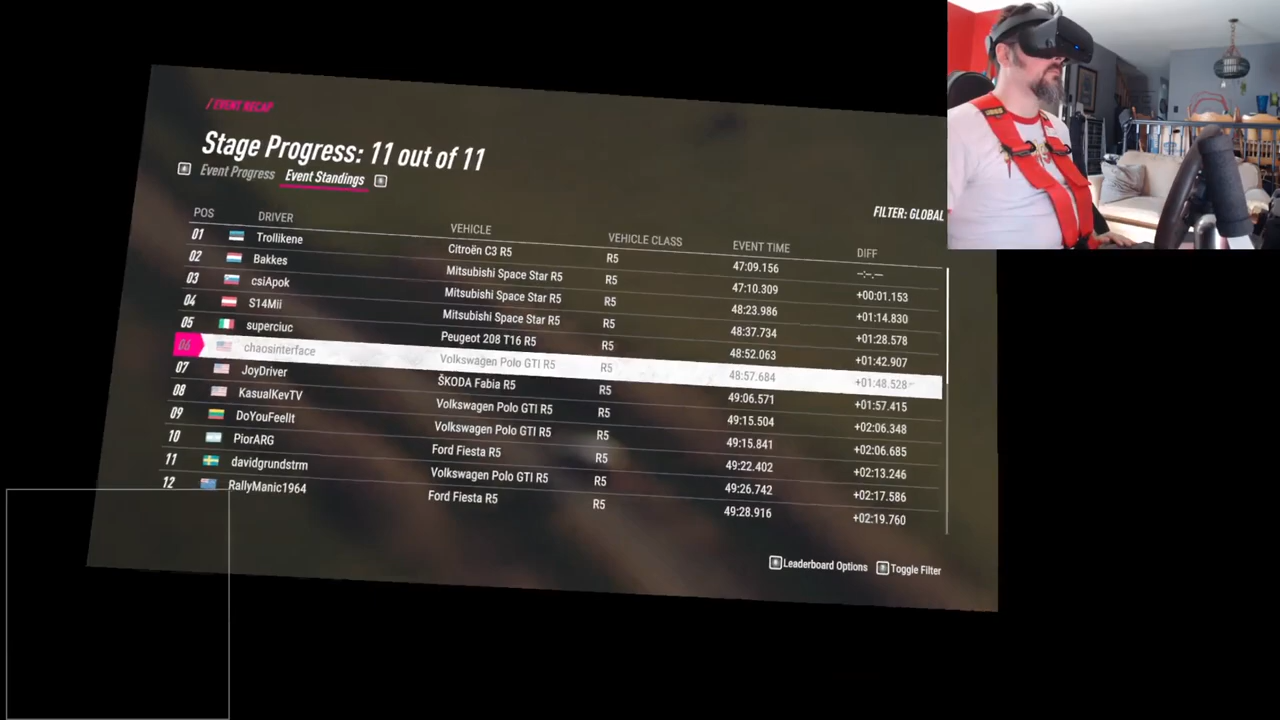 / EVENT RECAP
Stage Progress: 11 out of 11
Event Progress Event Standings
FILTER: GLOBAL
POS DRIVER VEHICLE VEHICLE CLASS EVENT TIME DIFF
01 Trollikene Citroën C3 R5 R5 47:09.156 --:--.---
02 Bakkes Mitsubishi Space Star R5 R5 47:10.309 +00:01.153
03 csiApok Mitsubishi Space Star R5 R5 48:23.986 +01:14.830
04 S14Mii Mitsubishi Space Star R5 R5 48:37.734 +01:28.578
05 superciuc Peugeot 208 T16 R5 R5 48:52.063 +01:42.907
06 chaosinterface Volkswagen Polo GTI R5 R5 48:57.684 +01:48.528
07 JoyDriver ŠKODA Fabia R5 R5 49:06.571 +01:57.415
08 KasualKevTV Volkswagen Polo GTI R5 R5 49:15.504 +02:06.348
09 DoYouFeelIt Volkswagen Polo GTI R5 R5 49:15.841 +02:06.685
10 PiorARG Ford Fiesta R5 R5 49:22.402 +02:13.246
11 davidgrundstrm Volkswagen Polo GTI R5 R5 49:26.742 +02:17.586
12 RallyManic1964 Ford Fiesta R5 R5 49:28.916 +02:19.760
Leaderboard Options Toggle Filter